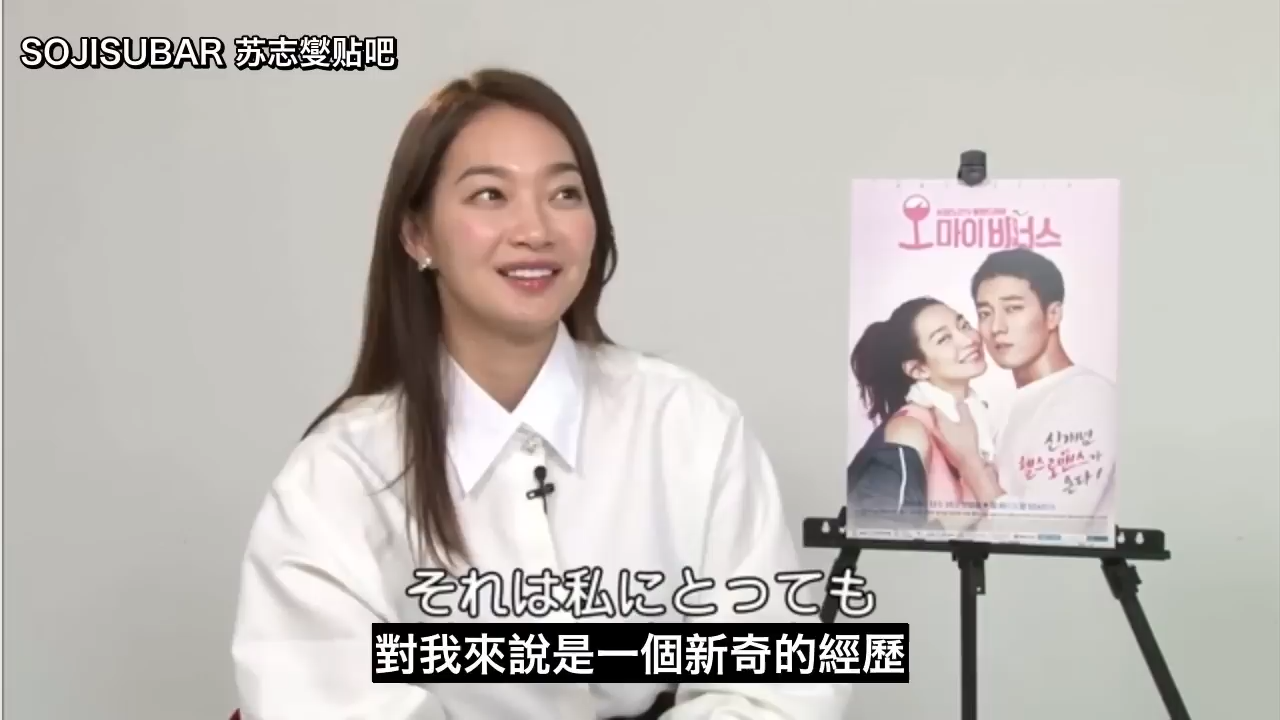 SOJISUBAR 苏志燮贴吧
오 마이 비너스
신개념
헬스 로맨스가
온다!
それは私にとっても
對我來說是一個新奇的經歷